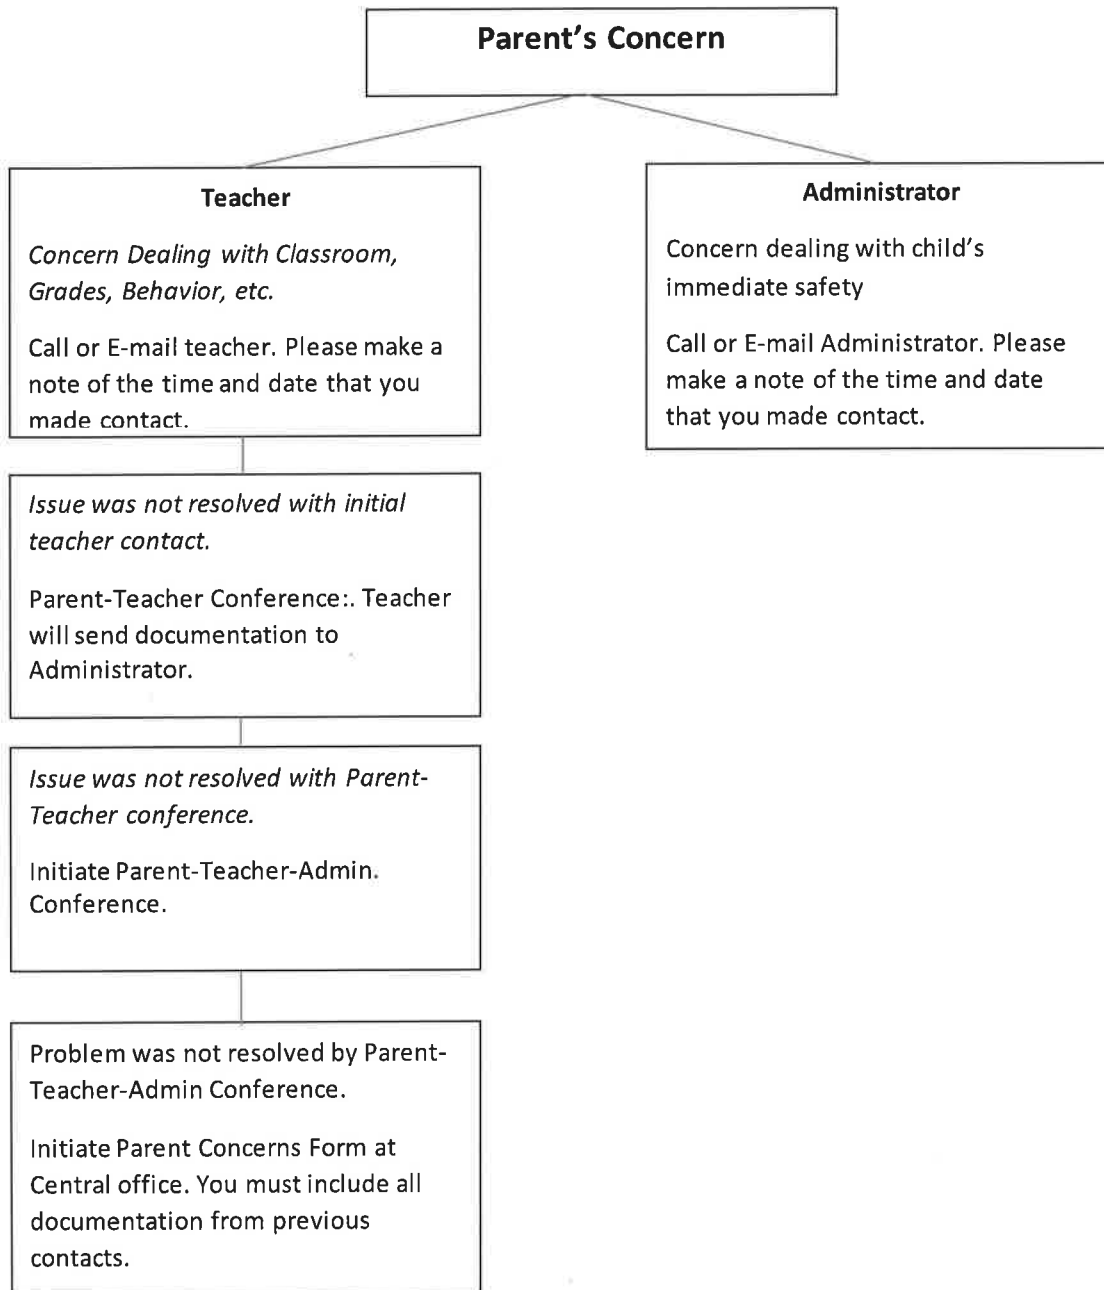 Parent's Concern
Teacher
Concern Dealing with Classroom,
Grades, Behavior, etc.
Call or E-mail teacher. Please make a
note of the time and date that you
made contact.
Administrator
Concern dealing with child's
immediate safety
Call or E-mail Administrator. Please
make a note of the time and date
that you made contact.
Issue was not resolved with initial
teacher contact.
Parent-Teacher Conference:. Teacher
will send documentation to
Administrator.
Issue was not resolved with Parent-
Teacher conference.
Initiate Parent-Teacher-Admin.
Conference.
Problem was not resolved by Parent-
Teacher-Admin Conference.
Initiate Parent Concerns Form at
Central office. You must include all
documentation from previous
contacts.